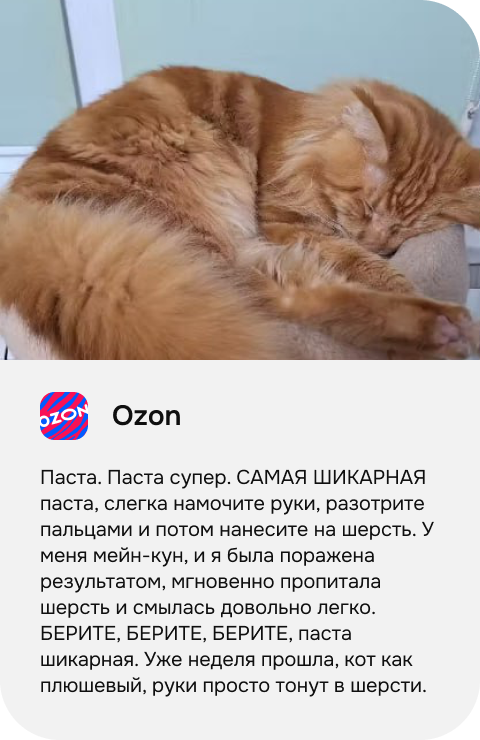 OZON
Ozon
Паста. Паста супер. САМАЯ ШИКАРНАЯ
паста, слегка намочите руки, разотрите
пальцами и потом нанесите на шерсть. У
меня мейн-кун, и я была поражена
результатом, мгновенно пропитала
шерсть и смылась довольно легко.
БЕРИТЕ, БЕРИТЕ, БЕРИТЕ, паста
шикарная. Уже неделя прошла, кот как
плюшевый, руки просто тонут в шерсти.